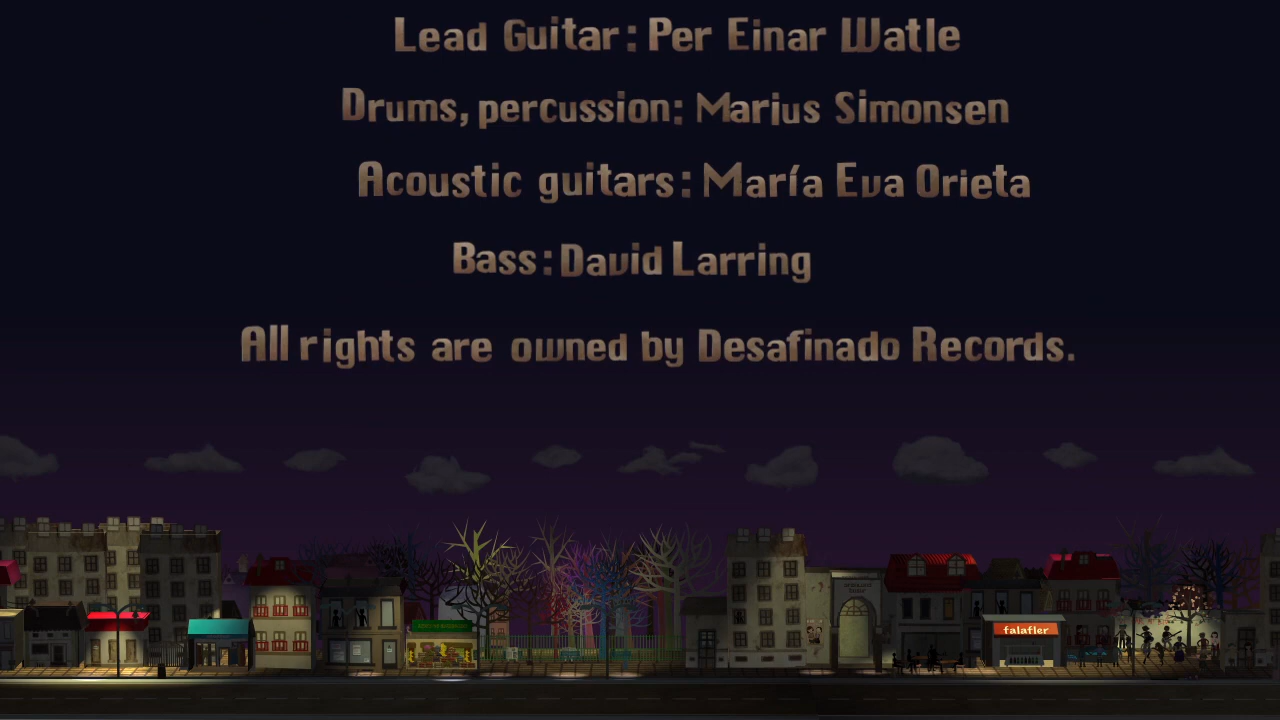 Lead Guitar: Per Einar Watle
Drums, percussion: Marius Simonsen
Acoustic guitars: María Eva Orieta
Bass: David Larring
All rights are owned by Desafinado Records.
falafler